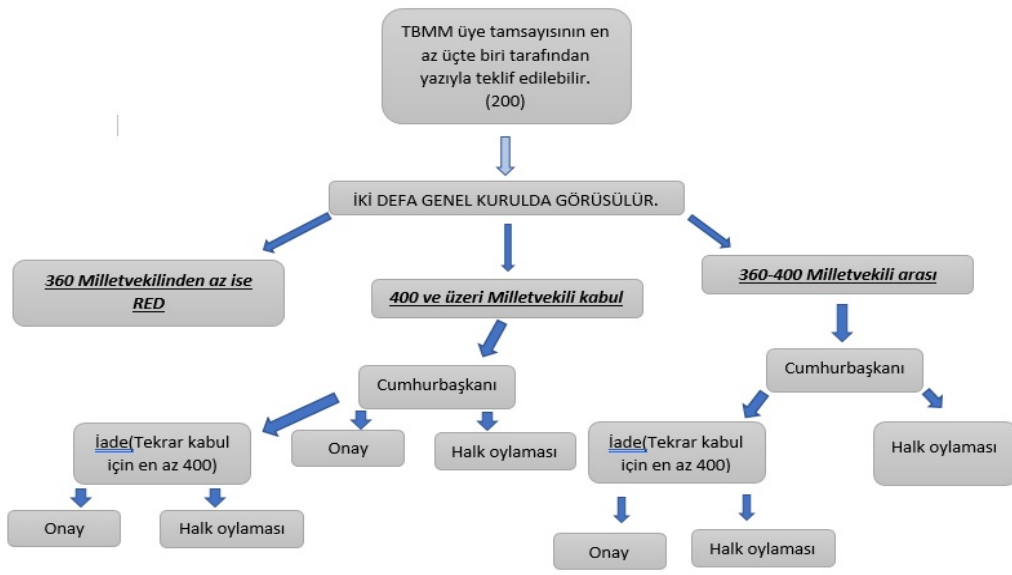 TBMM üye tamsayısının en
az üçte biri tarafından
yazıyla teklif edilebilir.
(200)
İKİ DEFA GENEL KURULDA GÖRÜSÜLÜR.
360 Milletvekilinden az ise
RED
400 ve üzeri Milletvekili kabul
360-400 Milletvekili arası
Cumhurbaşkanı
Cumhurbaşkanı
İade(Tekrar kabul
için en az 400)
Onay
Halk oylaması
İade(Tekrar kabul
için en az 400)
Halk oylaması
Onay
Halk oylaması
Onay
Halk oylaması